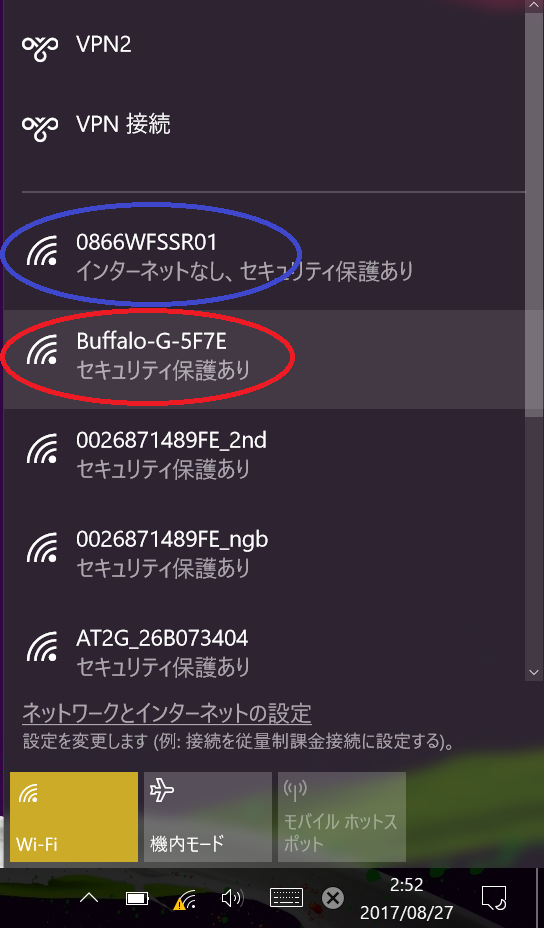 VPN2
VPN 接続
0866WFSSR01
インターネットなし、セキュリティ保護あり
Buffalo-G-5F7E
セキュリティ保護あり
0026871489FE_2nd
セキュリティ保護あり
0026871489FE_ngb
セキュリティ保護あり
AT2G_26B073404
セキュリティ保護あり
ネットワークとインターネットの設定
設定を変更します (例: 接続を従量制課金接続に設定する)。
Wi-Fi
機内モード
モバイル ホットス
ポット
2:52
2017/08/27